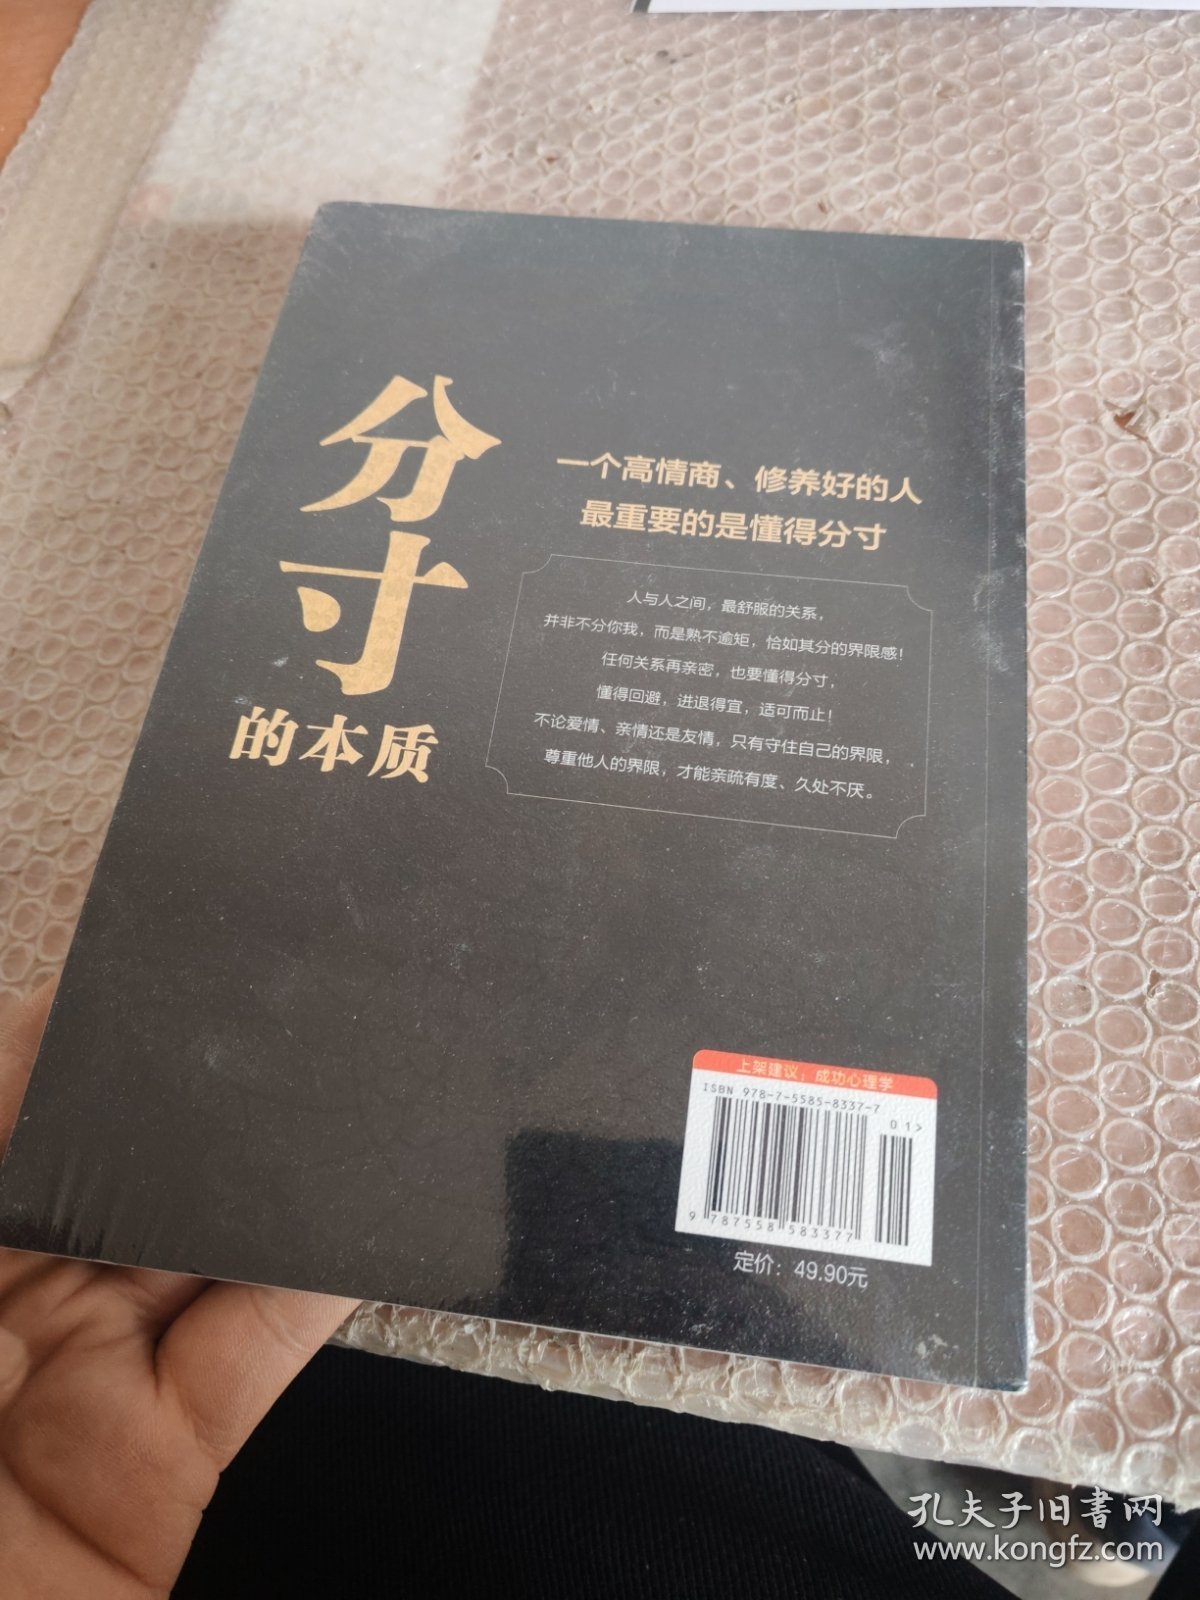 分寸
的本质
一个高情商、修养好的人
最重要的是懂得分寸
人与人之间，最舒服的关系，
并非不分你我，而是熟不逾矩，恰如其分的界限感！
任何关系再亲密，也要懂得分寸，
懂得回避，进退得宜，适可而止！
不论爱情、亲情还是友情，只有守住自己的界限，
尊重他人的界限，才能亲疏有度、久处不厌。
上架建议：成功心理学
ISBN 978-7-5585-8337-7
01>
9 787558 583377
定价：49.90元
孔夫子旧书网
www.kongfz.com